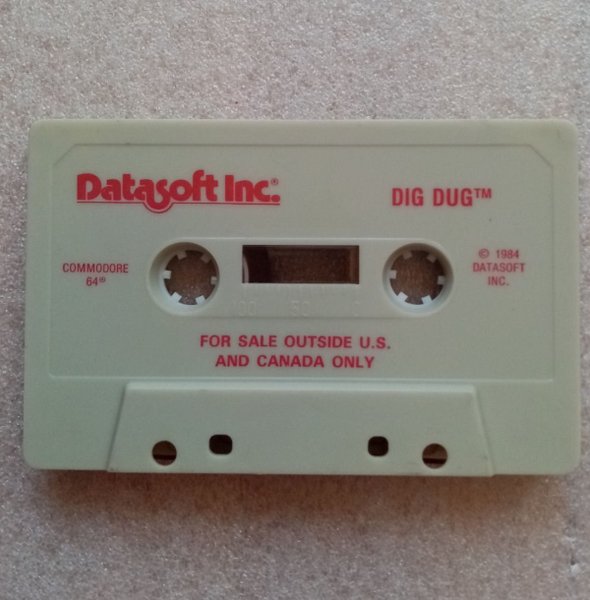 Datasoft Inc.®
DIG DUG™
COMMODORE
64®
© 1984
DATASOFT
INC.
FOR SALE OUTSIDE U.S.
AND CANADA ONLY